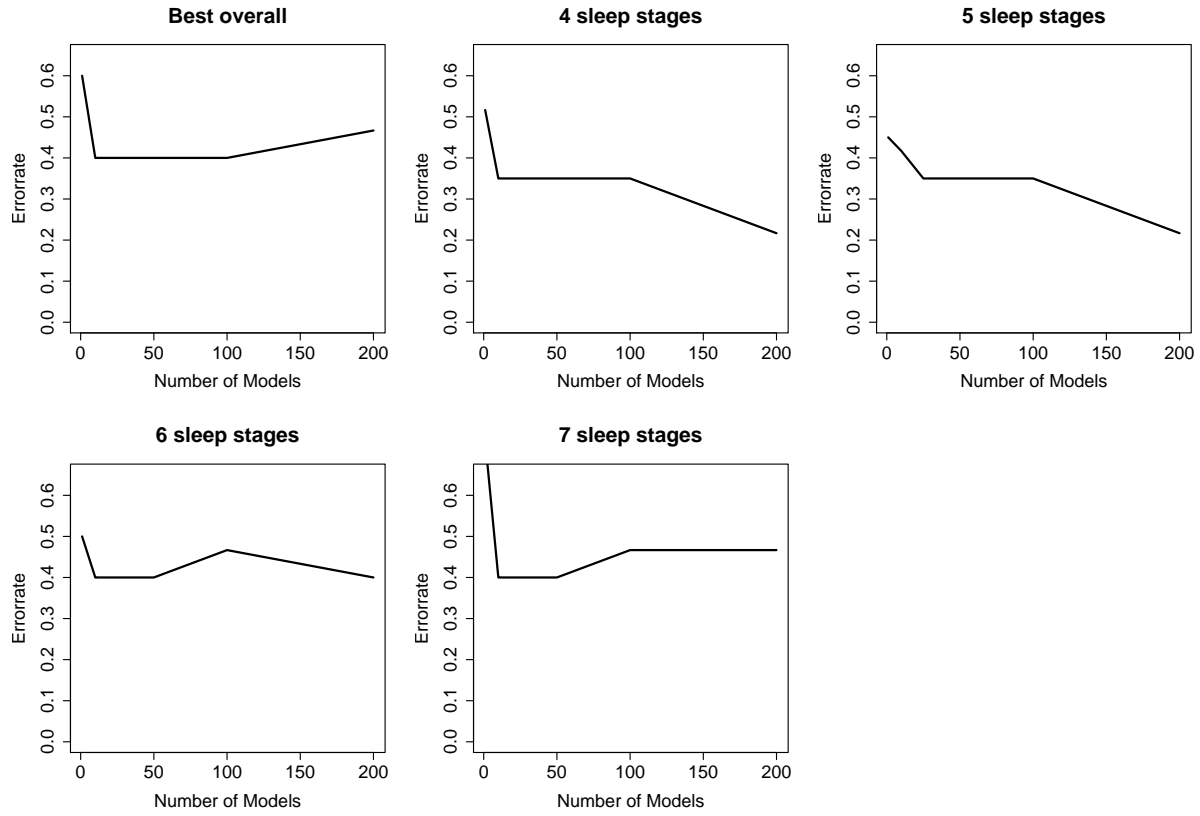 Best overall
Errorrate
0.0 0.1 0.2 0.3 0.4 0.5 0.6
0 50 100 150 200
Number of Models
4 sleep stages
Errorrate
0.0 0.1 0.2 0.3 0.4 0.5 0.6
0 50 100 150 200
Number of Models
5 sleep stages
Errorrate
0.0 0.1 0.2 0.3 0.4 0.5 0.6
0 50 100 150 200
Number of Models
6 sleep stages
Errorrate
0.0 0.1 0.2 0.3 0.4 0.5 0.6
0 50 100 150 200
Number of Models
7 sleep stages
Errorrate
0.0 0.1 0.2 0.3 0.4 0.5 0.6
0 50 100 150 200
Number of Models